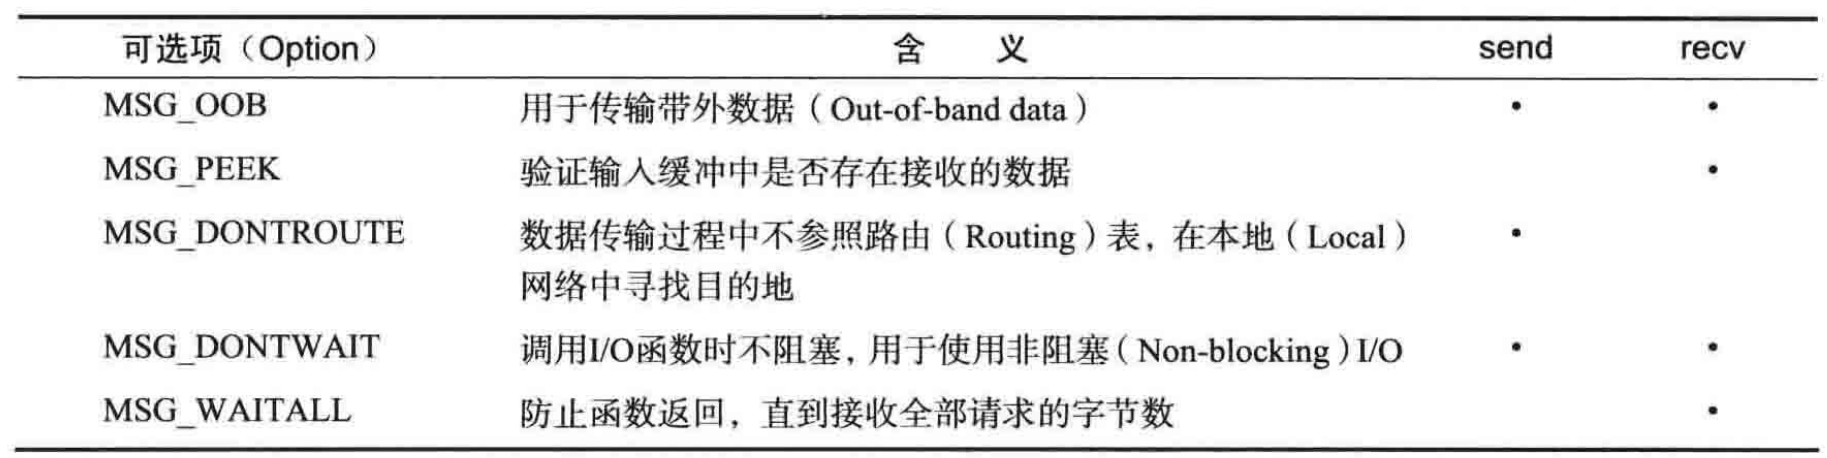 可选项（Option） 含 义 send recv
MSG_OOB 用于传输带外数据（Out-of-band data） • •
MSG_PEEK 验证输入缓冲中是否存在接收的数据 •
MSG_DONTROUTE 数据传输过程中不参照路由（Routing）表，在本地（Local） •
网络中寻找目的地
MSG_DONTWAIT 调用I/O函数时不阻塞，用于使用非阻塞（Non-blocking）I/O • •
MSG_WAITALL 防止函数返回，直到接收全部请求的字节数 •